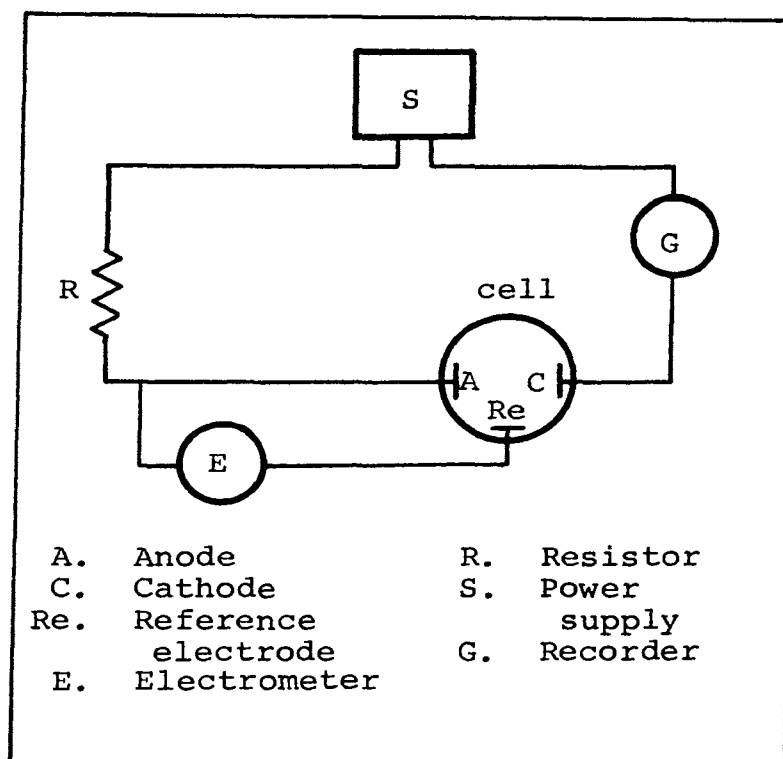 S
G
R
cell
A
C
Re
E
A. Anode
C. Cathode
Re. Reference
electrode
E. Electrometer
R. Resistor
S. Power
supply
G. Recorder